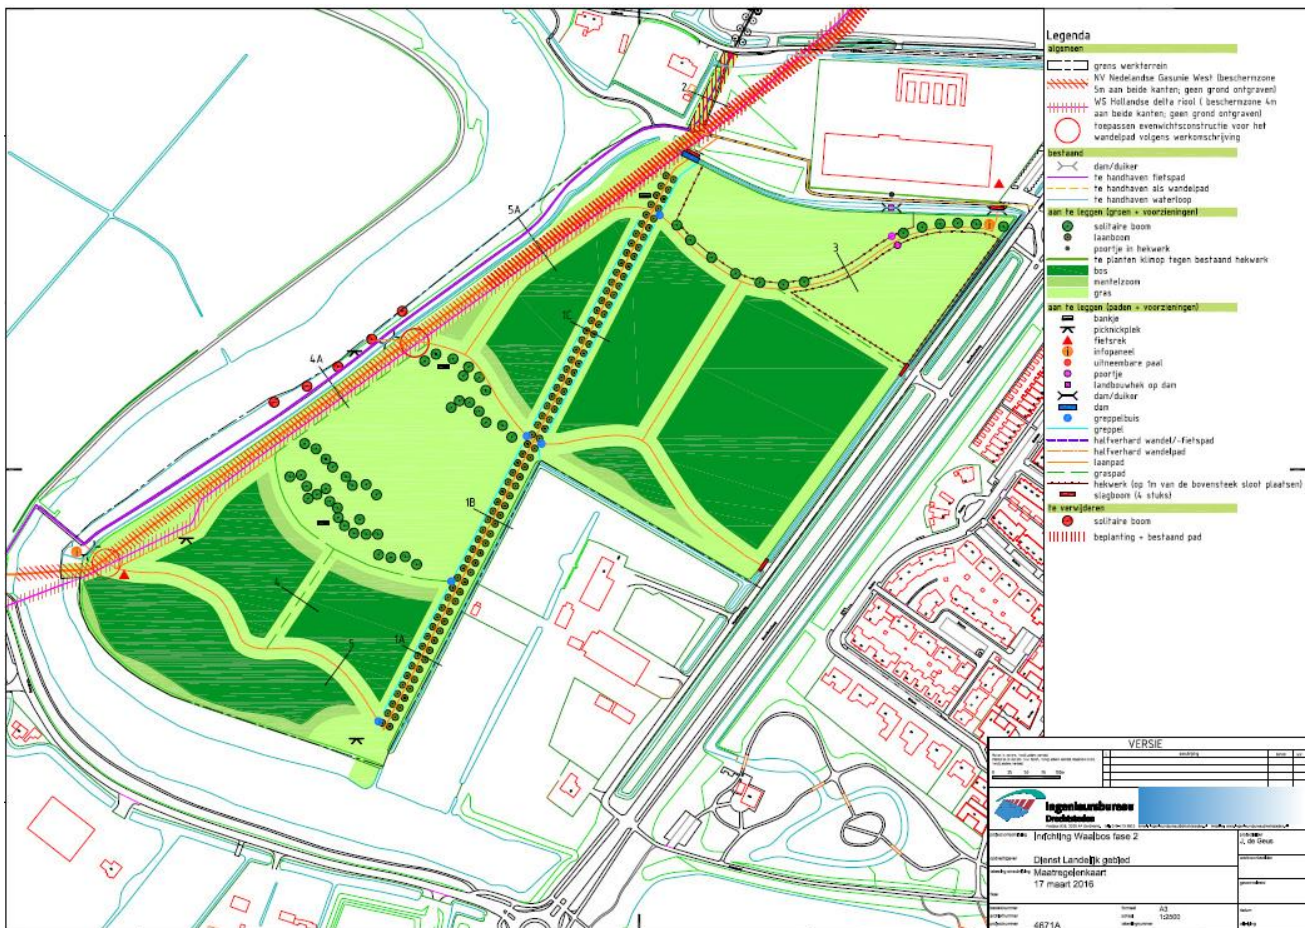 Legenda
algemeen
grens werkterrein
NV Nedelandse Gasunie West (beschermzone
5m aan beide kanten; geen grond ontgraven)
WS Hollandse delta riool ( beschermzone 4m
aan beide kanten; geen grond ontgraven)
toepassen evenwichtsconstructie voor het
wandelpad volgens werkomschrijving
bestaand
dam/duiker
te handhaven fietspad
te handhaven als wandelpad
te handhaven waterloop
aan te leggen (groen + voorzieningen)
solitaire boom
laanboom
poortje in hekwerk
te planten klimop tegen bestaand hekwerk
bos
mantelzoom
gras
aan te leggen (paden + voorzieningen)
bankje
picknickplek
fietsrek
infopaneel
uitneembare paal
poortje
landbouwhek op dam
dam/duiker
dam
greppelbuis
greppel
halfverhard wandel/-fietspad
halfverhard wandelpad
laanpad
graspad
hekwerk (op 1m van de bovensteek sloot plaatsen)
slagboom (4 stuks)
te verwijderen
solitaire boom
beplanting + bestaand pad
2
5A
3
1C
4A
1B
4
1A
5
VERSIE
Ingenieursbureau
Drechtsteden
Inrichting Waalbos fase 2
J. de Geus
Dienst Landelijk gebied
Maatregelenkaart
17 maart 2016
A3
1:2500
4671A